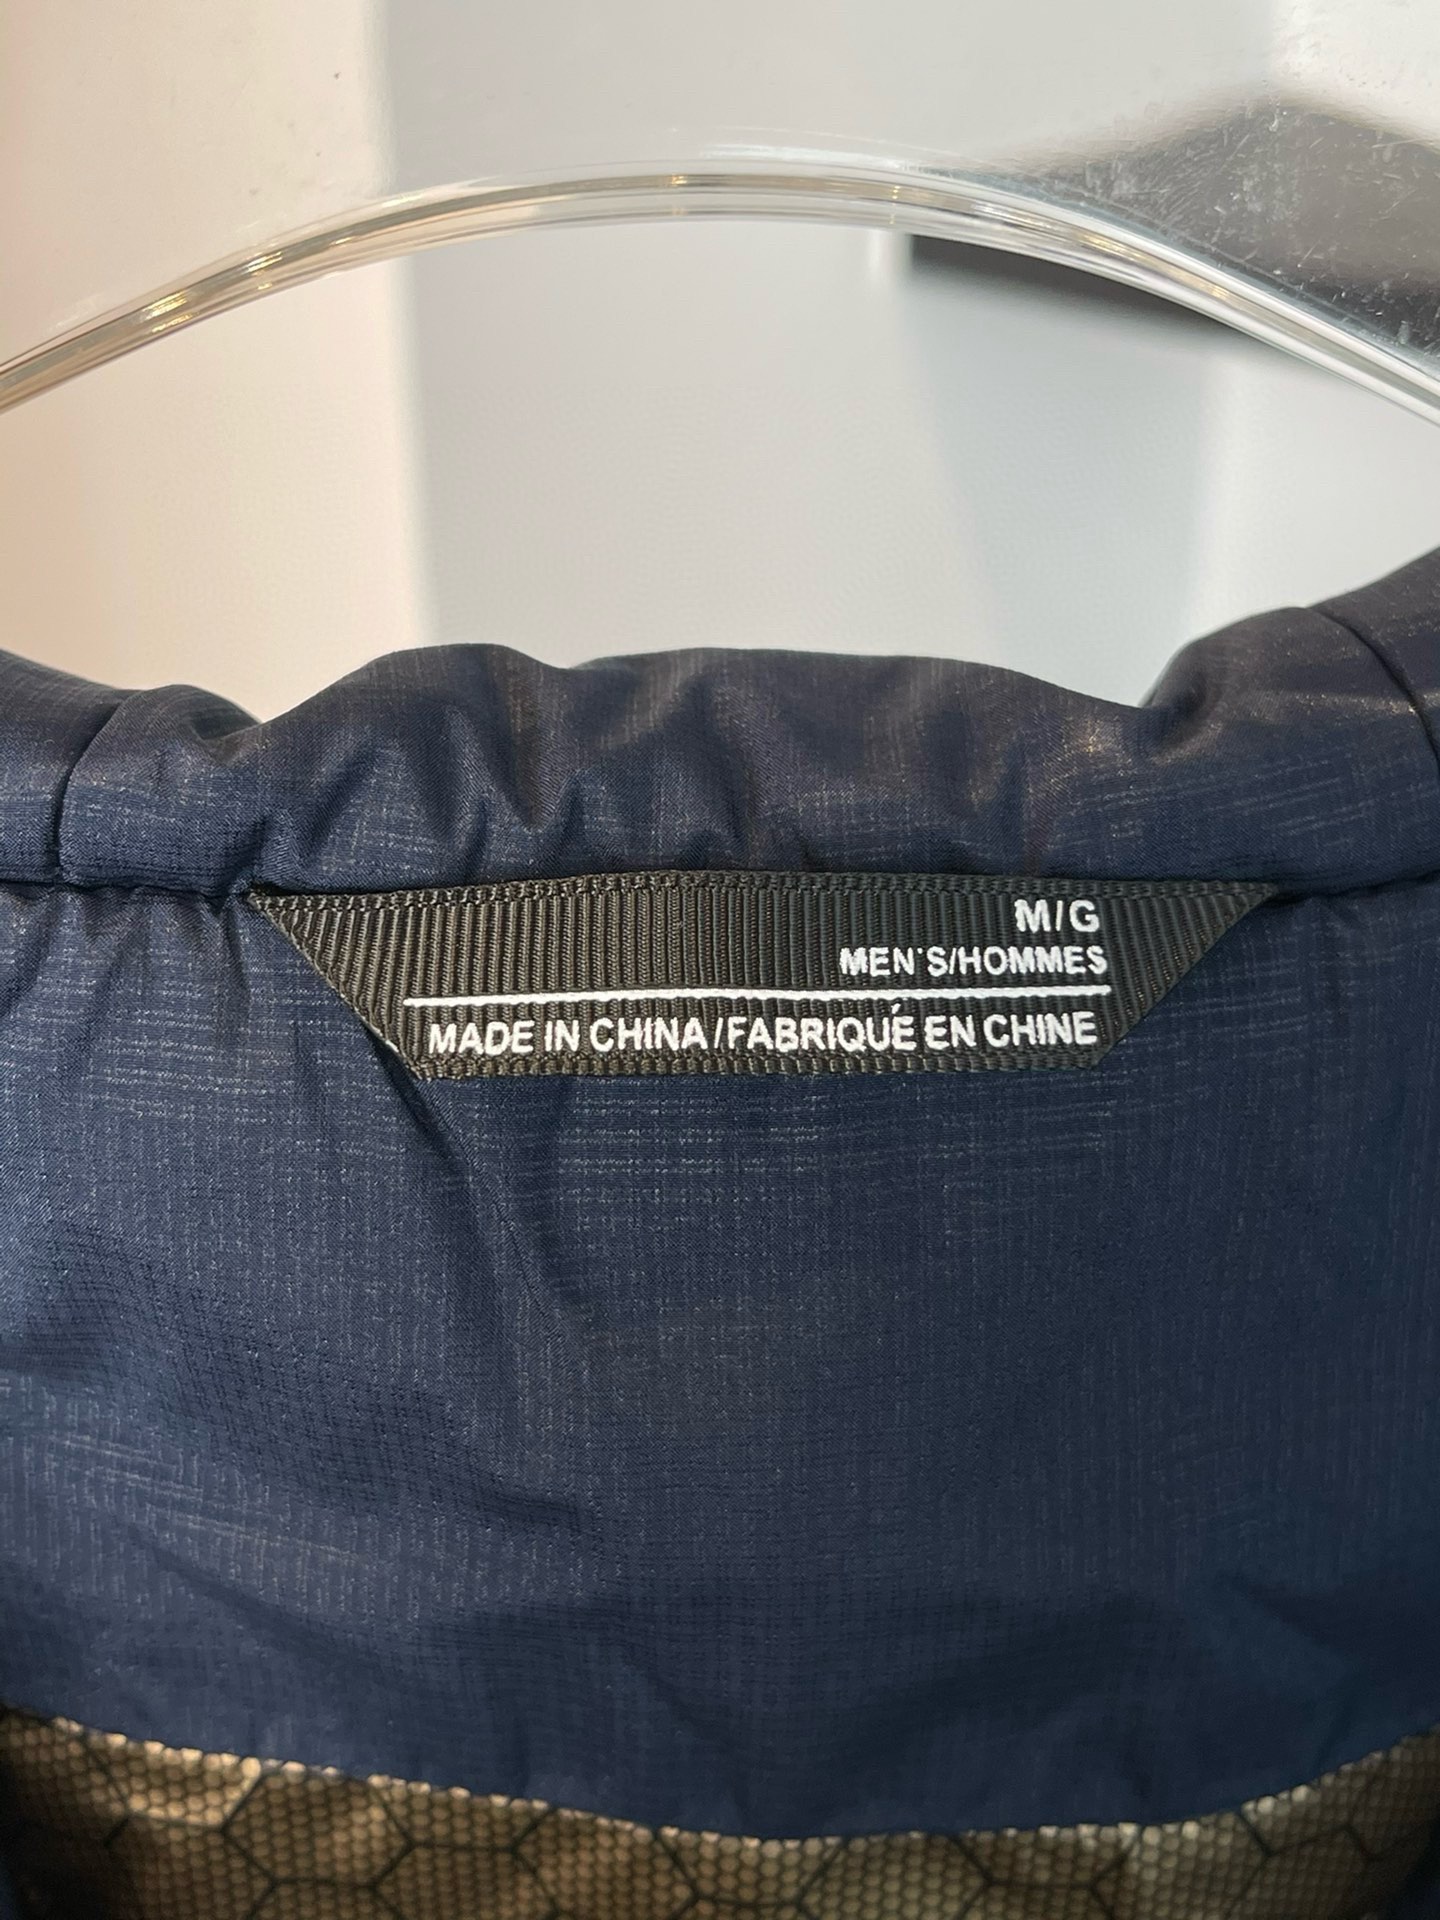 M/G
MEN'S/HOMMES
MADE IN CHINA/FABRIQUÉ EN CHINE